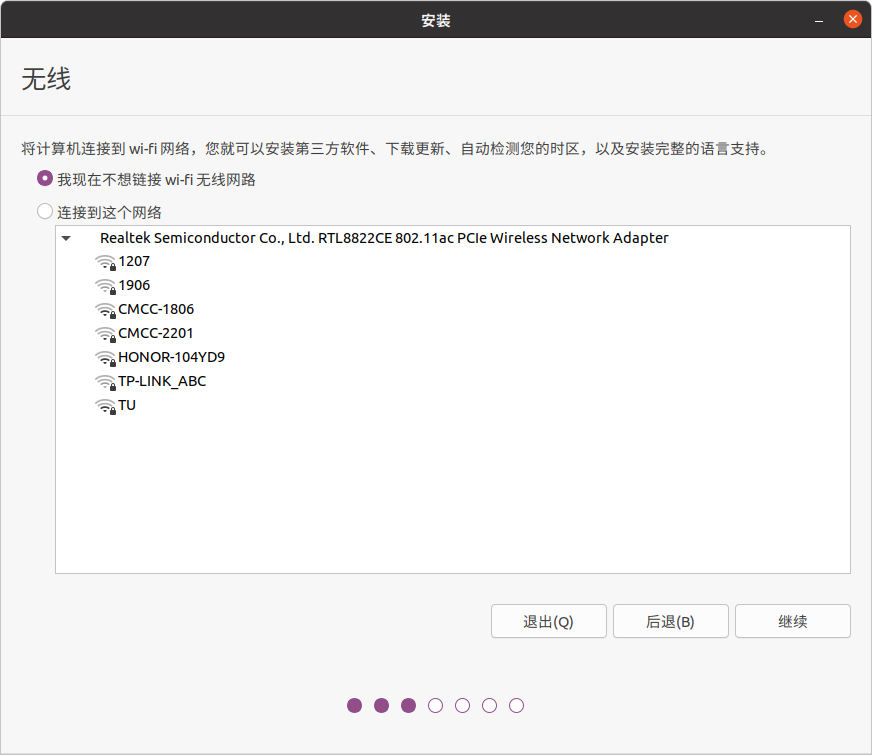 安装
无线
将计算机连接到 wi-fi 网络，您就可以安装第三方软件、下载更新、自动检测您的时区，以及安装完整的语言支持。
我现在不想链接 wi-fi 无线网路
连接到这个网络
Realtek Semiconductor Co., Ltd. RTL8822CE 802.11ac PCIe Wireless Network Adapter
1207
1906
CMCC-1806
CMCC-2201
HONOR-104YD9
TP-LINK_ABC
TU
退出(Q) 后退(B) 继续